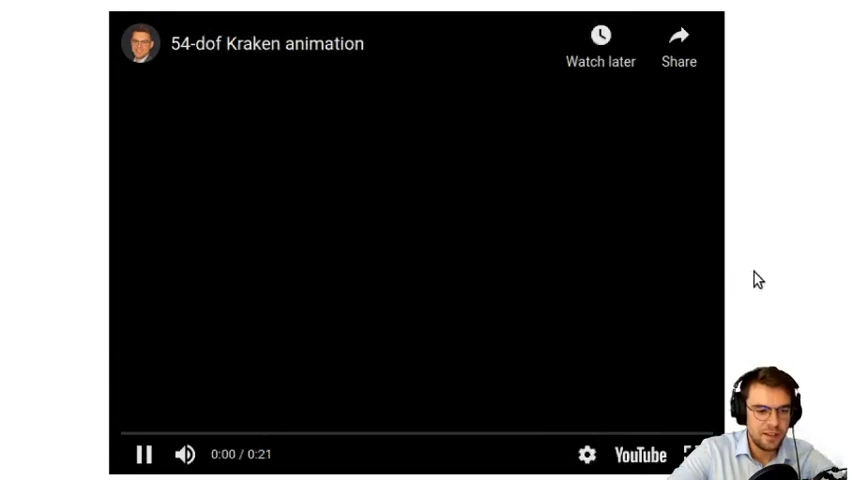 54-dof Kraken animation
Watch later
Share
0:00 / 0:21
YouTube